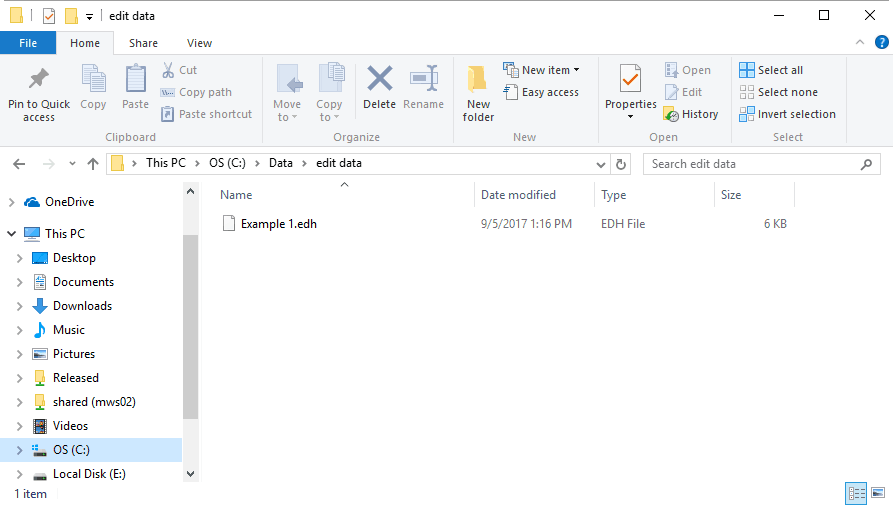 edit data
File Home Share View
Pin to Quick access
Copy
Paste
Cut
Copy path
Paste shortcut
Clipboard
Move to
Copy to
Delete
Rename
Organize
New folder
New item
Easy access
New
Properties
Open
Edit
History
Open
Select all
Select none
Invert selection
Select
This PC > OS (C:) > Data > edit data
Search edit data
Name Date modified Type Size
Example 1.edh 9/5/2017 1:16 PM EDH File 6 KB
OneDrive
This PC
Desktop
Documents
Downloads
Music
Pictures
Released
shared (mws02)
Videos
OS (C:)
Local Disk (E:)
1 item